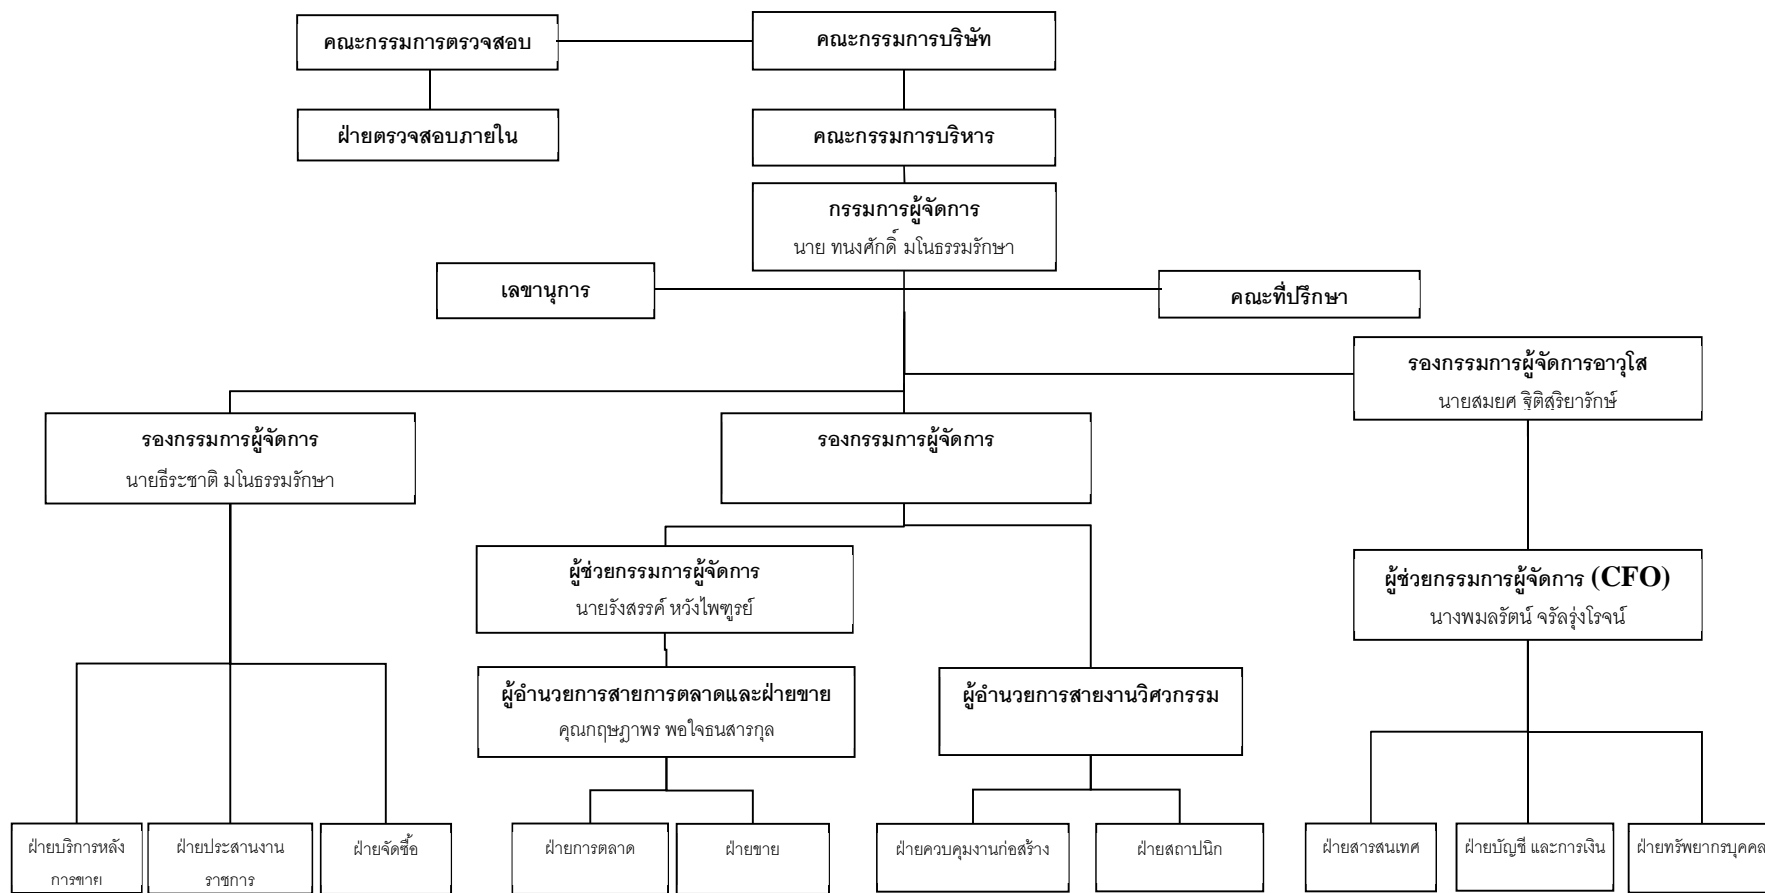 คณะกรรมการตรวจสอบ
คณะกรรมการบริษัท
ฝ่ายตรวจสอบภายใน
คณะกรรมการบริหาร
กรรมการผู้จัดการ
นาย ทนงศักดิ์ มโนธรรมรักษา
เลขานุการ
คณะที่ปรึกษา
รองกรรมการผู้จัดการอาวุโส
นายสมยศ ฐิติสุริยารักษ์
รองกรรมการผู้จัดการ
นายธีระชาติ มโนธรรมรักษา
รองกรรมการผู้จัดการ
ผู้ช่วยกรรมการผู้จัดการ
นายรังสรรค์ หวังไพฑูรย์
ผู้ช่วยกรรมการผู้จัดการ (CFO)
นางพมลรัตน์ จรัลรุ่งโรจน์
ผู้อำนวยการสายการตลาดและฝ่ายขาย
คุณกฤษฎาพร พอใจธนสารกุล
ผู้อำนวยการสายงานวิศวกรรม
ฝ่ายบริการหลัง
การขาย
ฝ่ายประสานงาน
ราชการ
ฝ่ายจัดซื้อ
ฝ่ายการตลาด
ฝ่ายขาย
ฝ่ายควบคุมงานก่อสร้าง
ฝ่ายสถาปนิก
ฝ่ายสารสนเทศ
ฝ่ายบัญชี และการเงิน
ฝ่ายทรัพยากรบุคคล